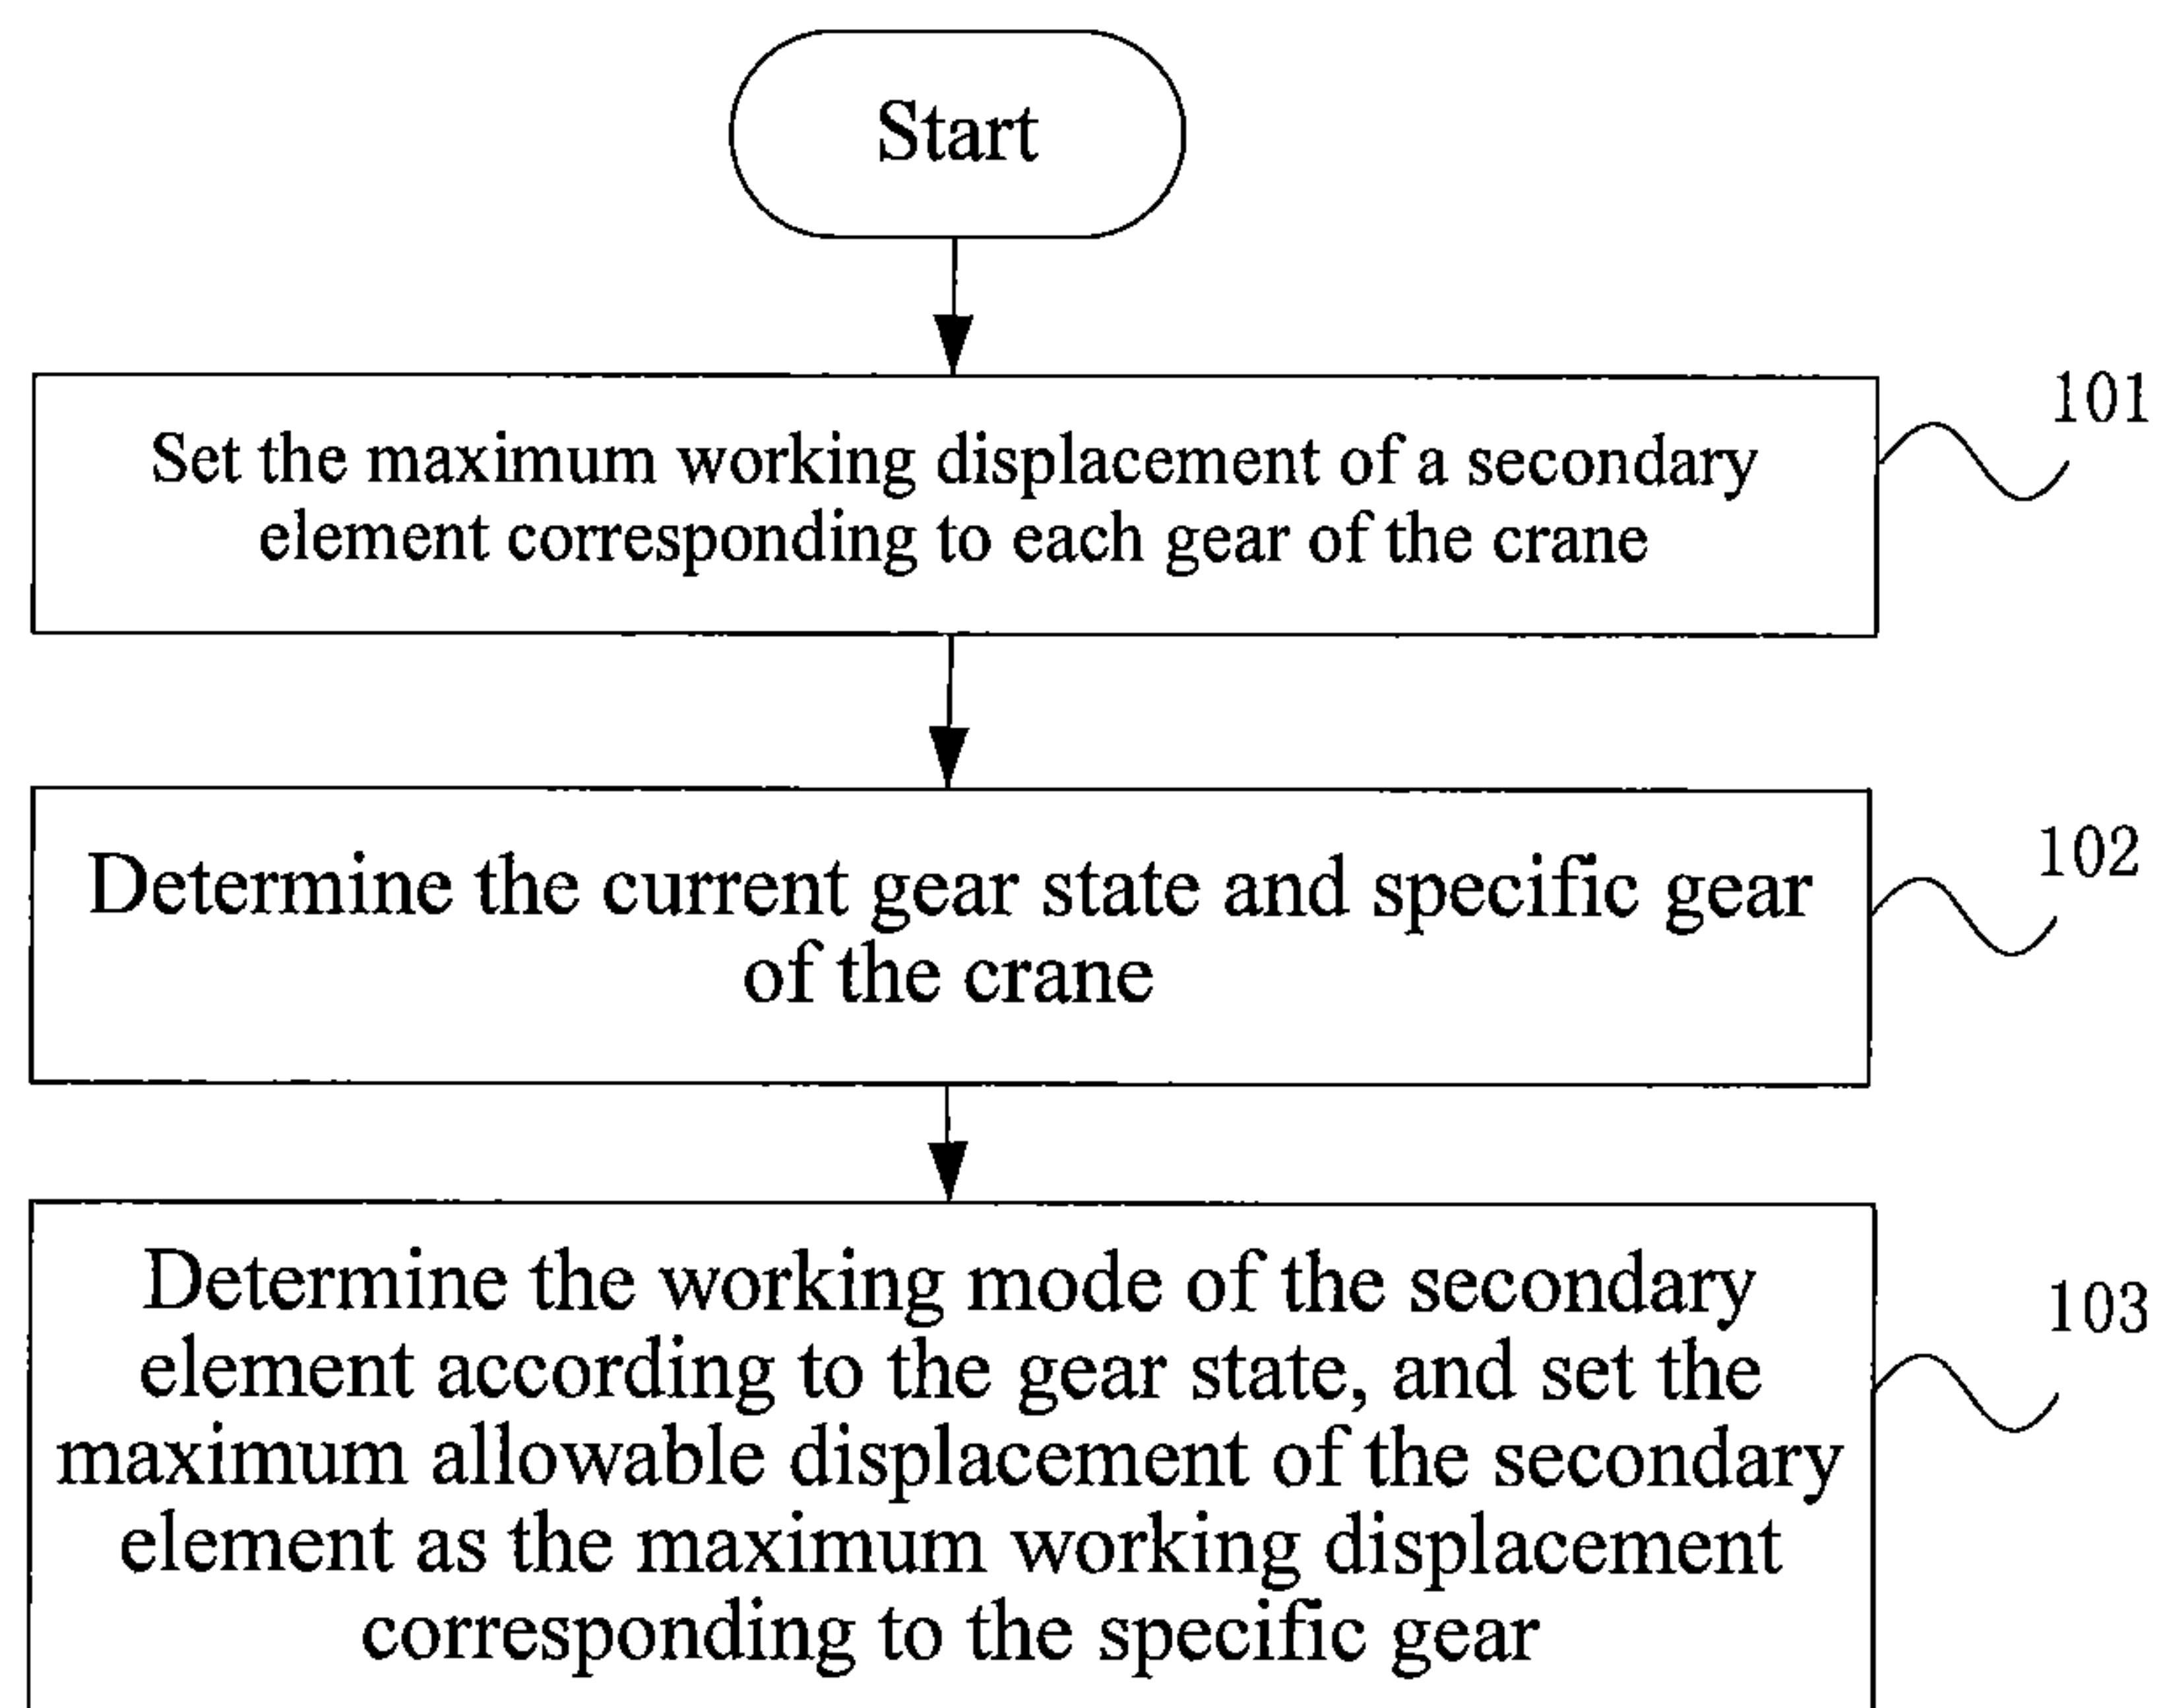 Start
101
Set the maximum working displacement of a secondary
element corresponding to each gear of the crane
102
Determine the current gear state and specific gear
of the crane
103
Determine the working mode of the secondary
element according to the gear state, and set the
maximum allowable displacement of the secondary
element as the maximum working displacement
corresponding to the specific gear